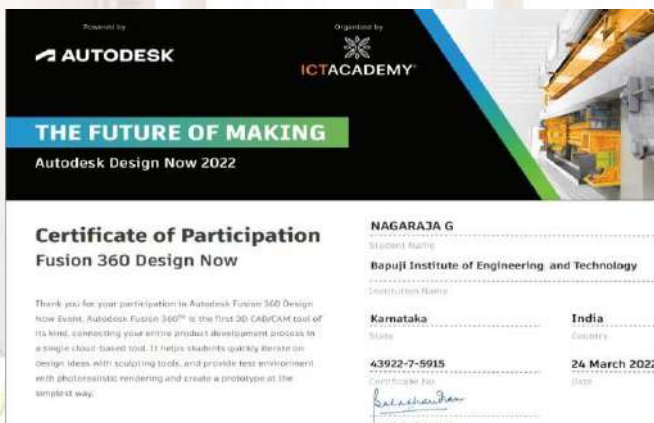 Powered by
AUTODESK
Organized by
ICTACADEMY
THE FUTURE OF MAKING
Autodesk Design Now 2022
Certificate of Participation
Fusion 360 Design Now
Thank you for your participation in Autodesk Fusion 360 Design
Now Event, Autodesk Fusion 360™ is the first 3D CAD/CAM tool of
its kind, connecting your entire product development process in
a single cloud-based tool. It helps students quickly iterate on
design ideas with sculpting tools, and provide test environment
with photorealistic rendering and create a prototype at the
simplest way.
NAGARAJA G
Student Name
Bapuji Institute of Engineering and Technology
Institution Name
Karnataka
State
India
Country
43922-7-5915
Certificate No
24 March 2022
Date